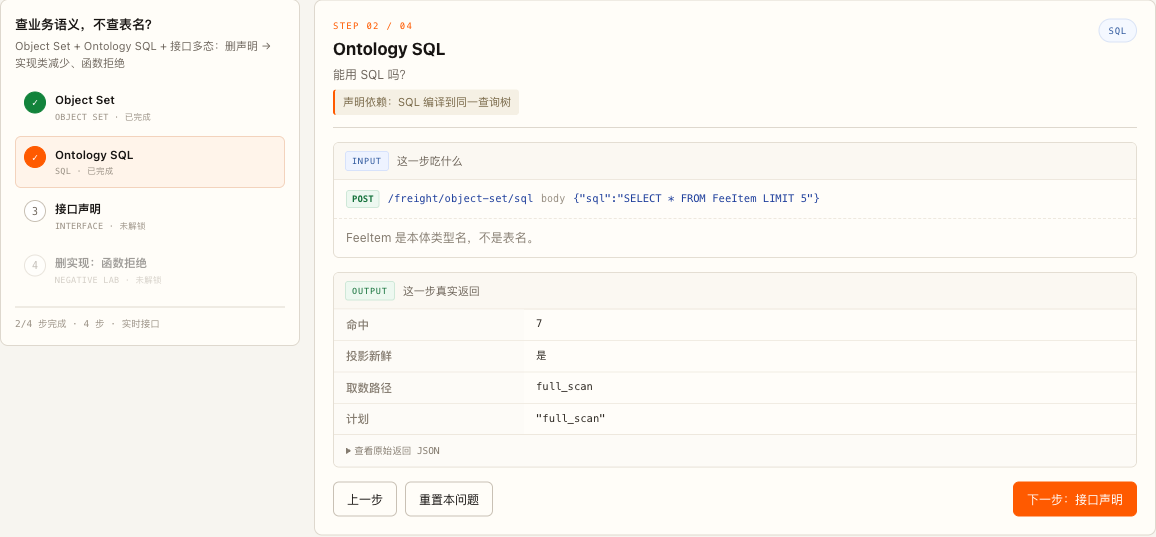 查业务语义，不查表名？
Object Set + Ontology SQL + 接口多态：删声明 →
实现类减少、函数拒绝
✓
Object Set
OBJECT SET · 已完成
✓
Ontology SQL
SQL · 已完成
3
接口声明
INTERFACE · 未解锁
4
删实现：函数拒绝
NEGATIVE LAB · 未解锁
2/4 步完成 · 4 步 · 实时接口
STEP 02 / 04
SQL
Ontology SQL
能用 SQL 吗？
声明依赖：SQL 编译到同一查询树
INPUT 这一步吃什么
POST /freight/object-set/sql body {"sql":"SELECT * FROM FeeItem LIMIT 5"}
FeeItem 是本体类型名，不是表名。
OUTPUT 这一步真实返回
命中 7
投影新鲜 是
取数路径 full_scan
计划 "full_scan"
▶ 查看原始返回 JSON
上一步 重置本问题 下一步：接口声明